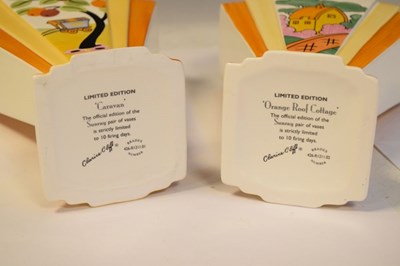 LIMITED EDITION
'Caravan'
The official edition of the
Sunray pair of vases
is strictly limited
to 10 firing days.
Clarice Cliff ®
LIMITED EDITION
'Orange Roof Cottage'
The official edition of the
Sunray pair of vases
is strictly limited
to 10 firing days.
Clarice Cliff ®